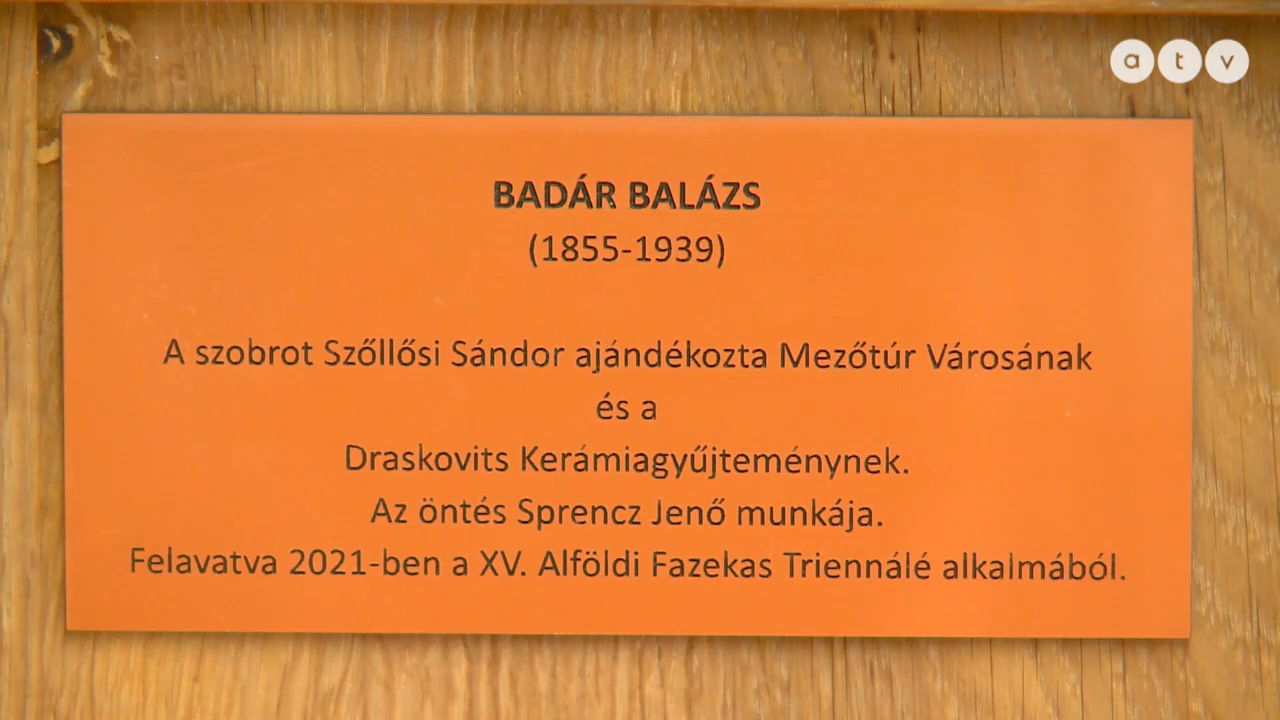 atv
BADÁR BALÁZS
(1855-1939)
A szobrot Szőllősi Sándor ajándékozta Mezőtúr Városának
és a
Draskovits Kerámiagyűjteménynek.
Az öntés Sprencz Jenő munkája.
Felavatva 2021-ben a XV. Alföldi Fazekas Triennálé alkalmából.